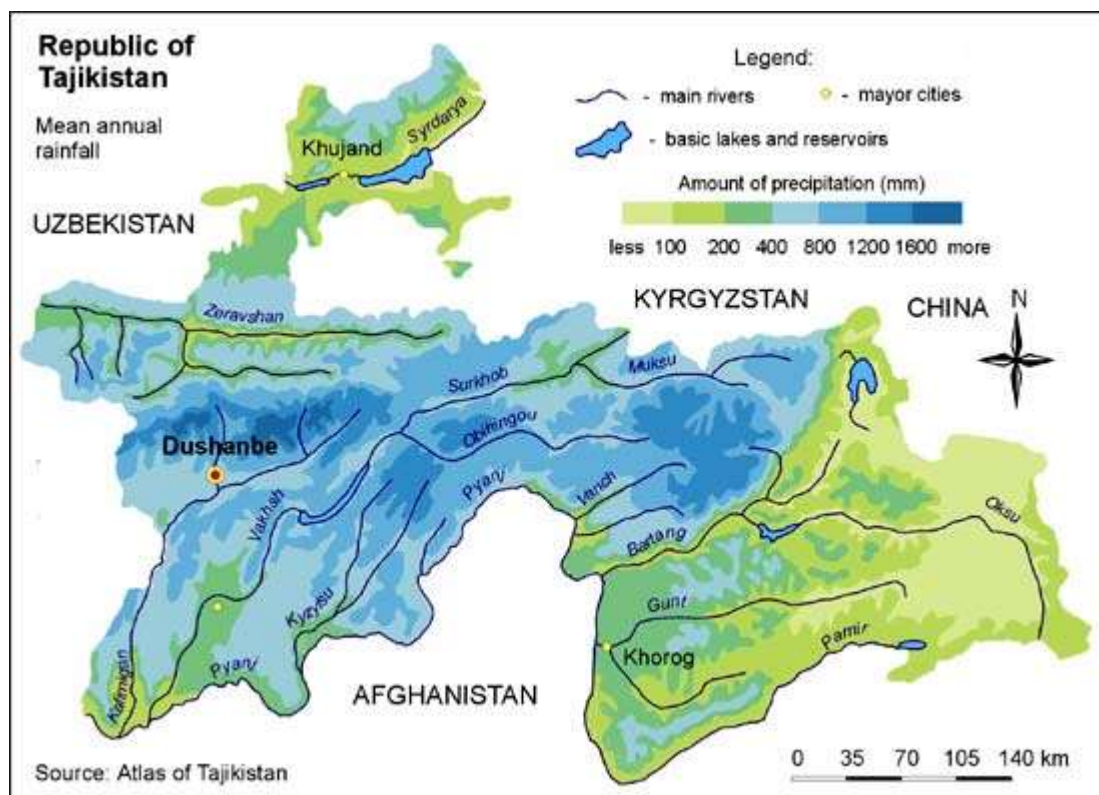 Republic of
Tajikistan
Mean annual
rainfall
Legend:
- main rivers
- mayor cities
- basic lakes and reservoirs
Amount of precipitation (mm)
less 100 200 400 800 1200 1600 more
Syrdarya
Khujand
UZBEKISTAN
KYRGYZSTAN
CHINA
N
Zeravshan
Surkhob
Muksu
Obihingou
Dushanbe
Vakhsh
Pyanj
Vanch
Bartang
Oksu
Kyzylsu
Gunt
Pamir
Khorog
Pyanj
Kafirnigan
AFGHANISTAN
Source: Atlas of Tajikistan
0 35 70 105 140 km